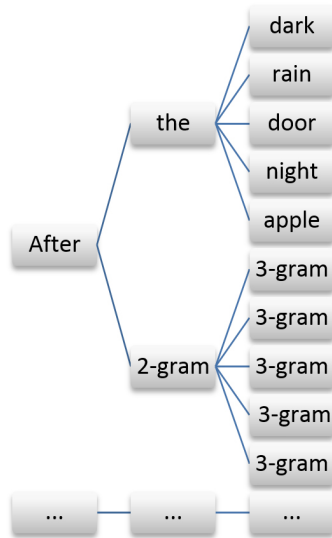 dark
rain
the
door
night
apple
After
3-gram
3-gram
2-gram
3-gram
3-gram
3-gram
... ... ...